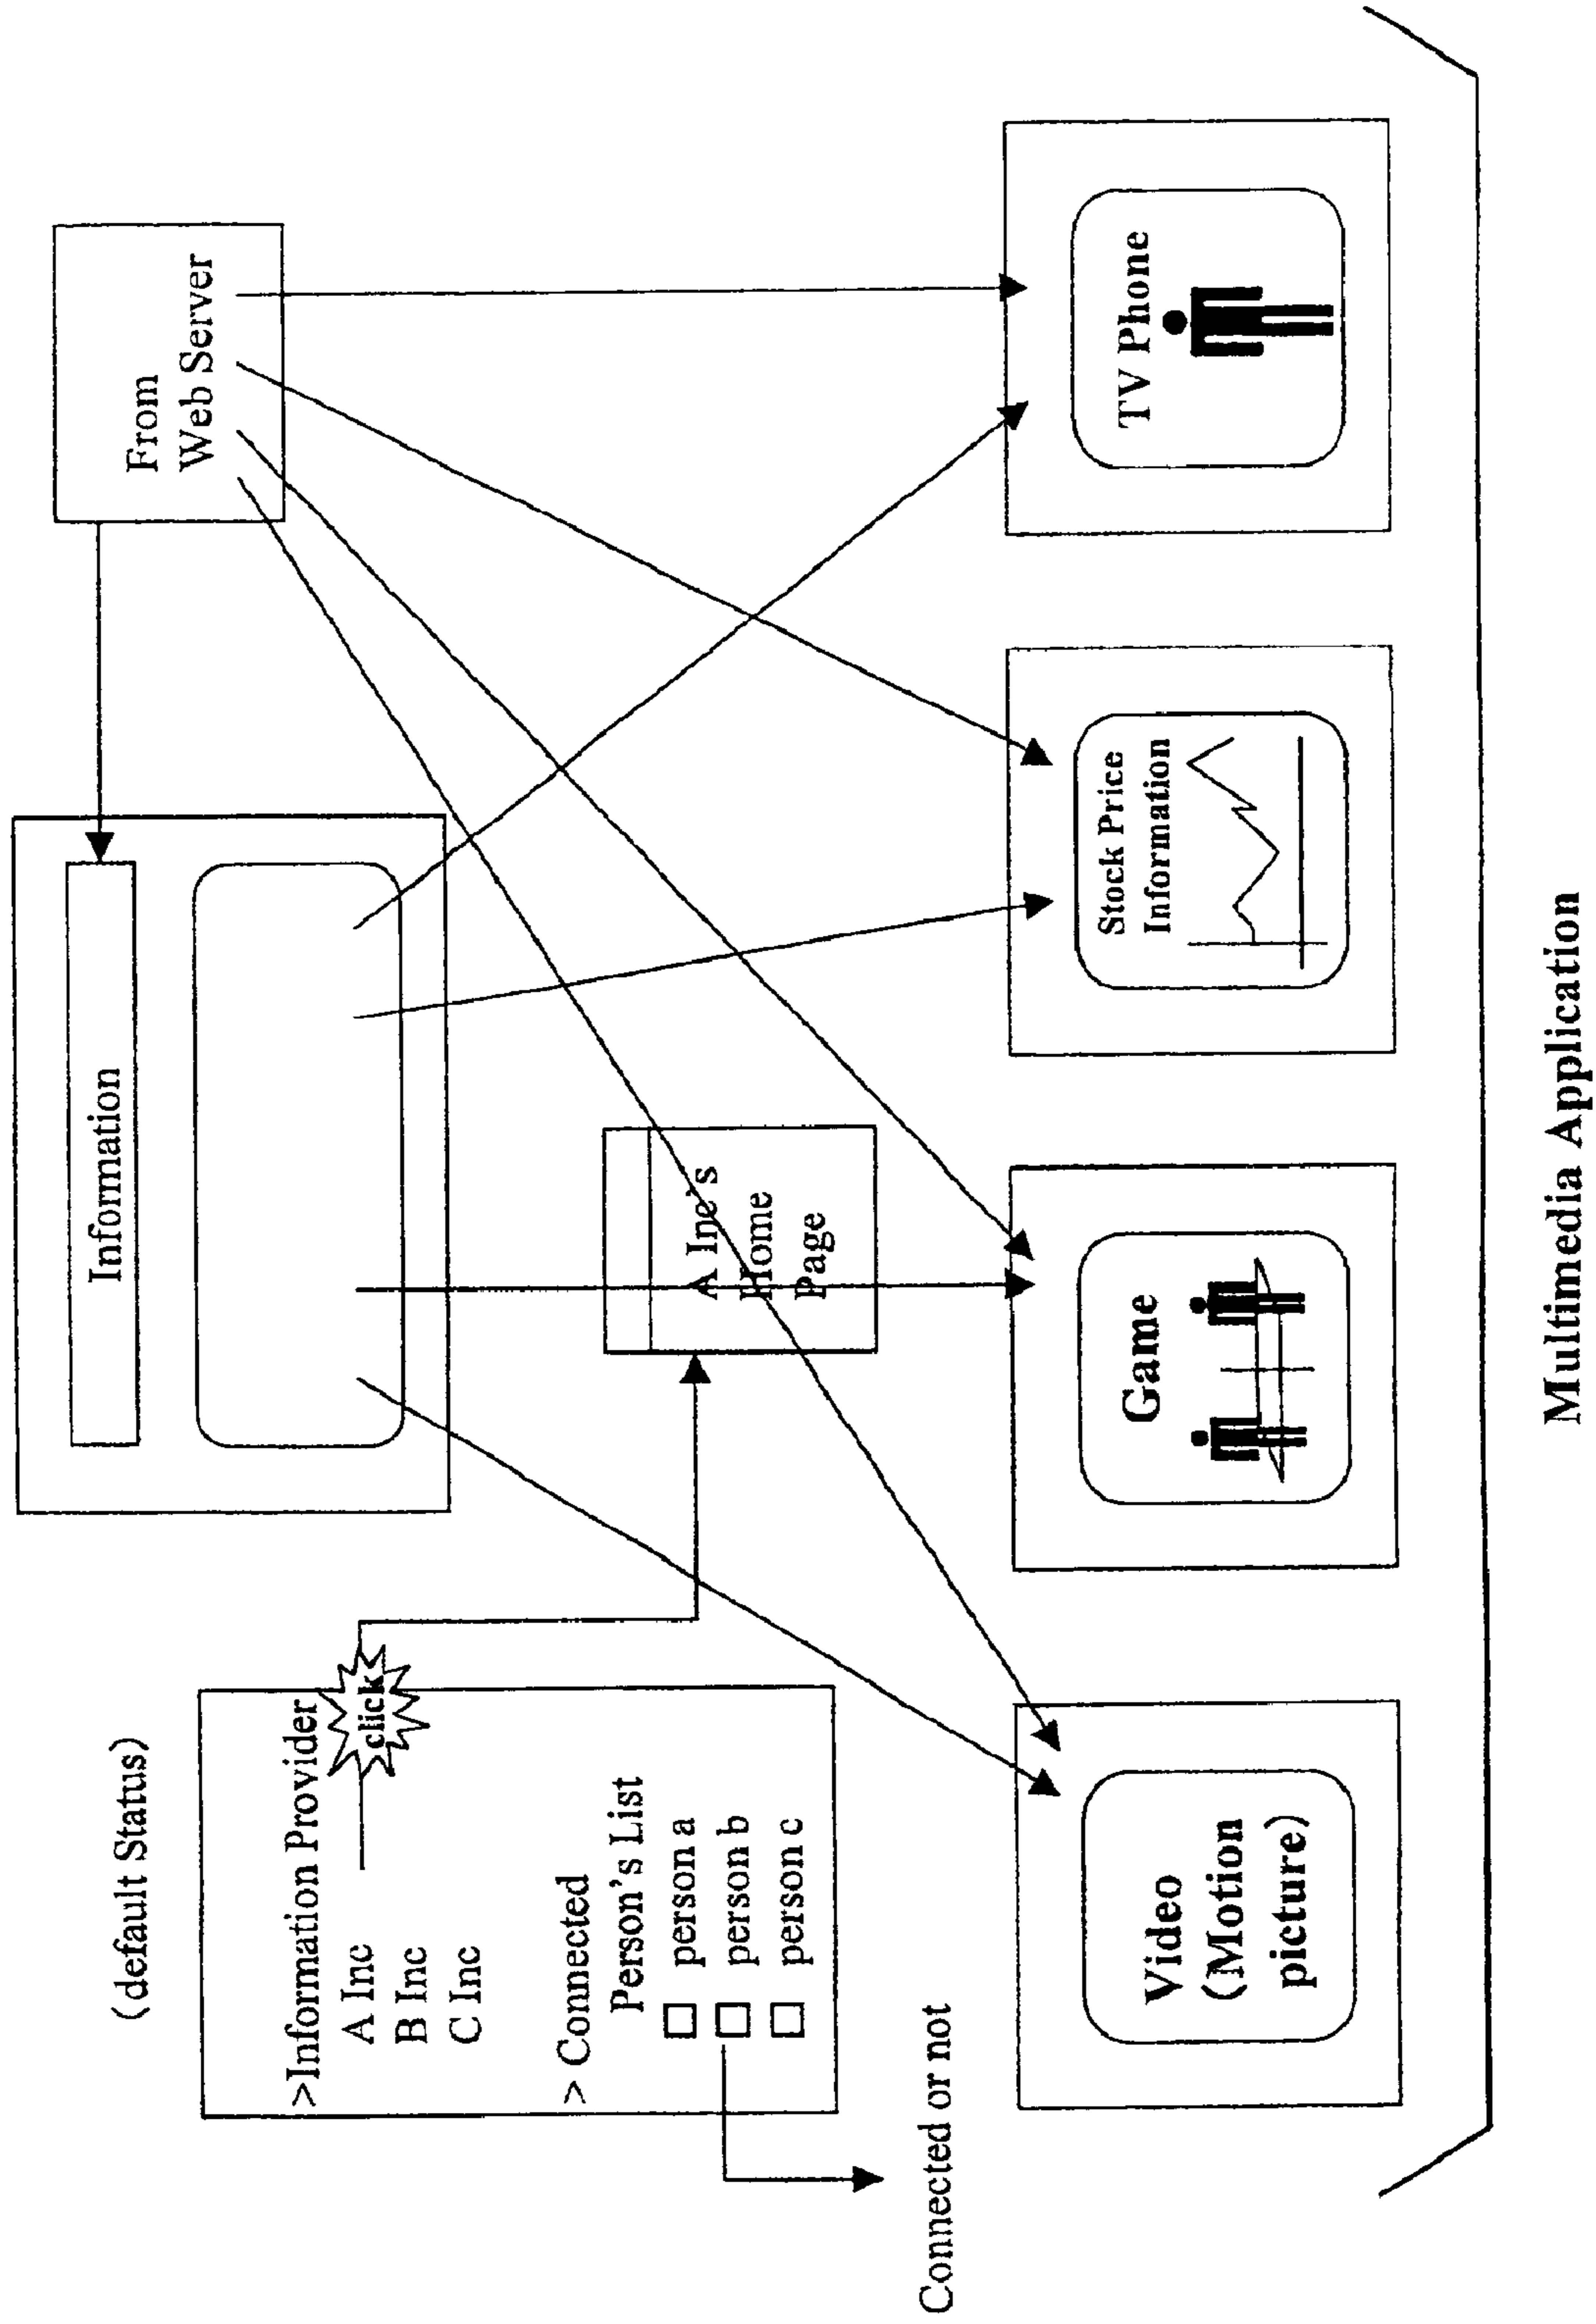 (default Status)
>Information Provider
A Inc
B Inc
C Inc
click
> Connected
Person's List
person a
person b
person c
Connected or not
Information
From
Web Server
A Inc's
Home
Page
Video
(Motion
picture)
Game
Stock Price
Information
TV Phone
Multimedia Application